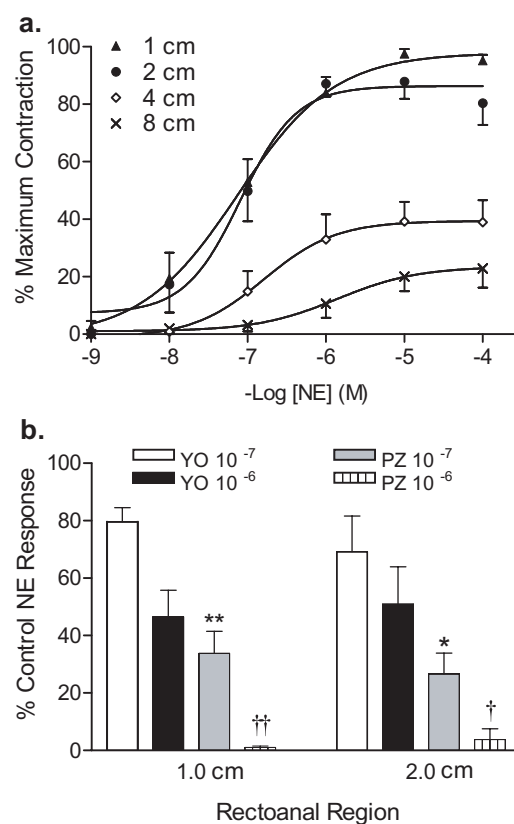 a.
1 cm
2 cm
4 cm
8 cm
% Maximum Contraction
100
80
60
40
20
0
-9 -8 -7 -6 -5 -4
-Log [NE] (M)
b.
YO 10 -7 PZ 10 -7
YO 10 -6 PZ 10 -6
% Control NE Response
100
80
60
40
20
0
** †† * †
1.0 cm 2.0 cm
Rectoanal Region